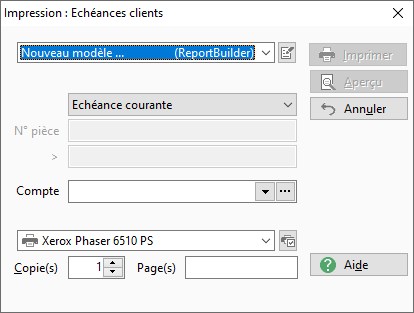 Impression : Echéances clients
Nouveau modèle ... (ReportBuilder)
Imprimer
Aperçu
Echéance courante
Annuler
N° pièce
>
Compte
Xerox Phaser 6510 PS
Copie(s) 1 Page(s)
Aide